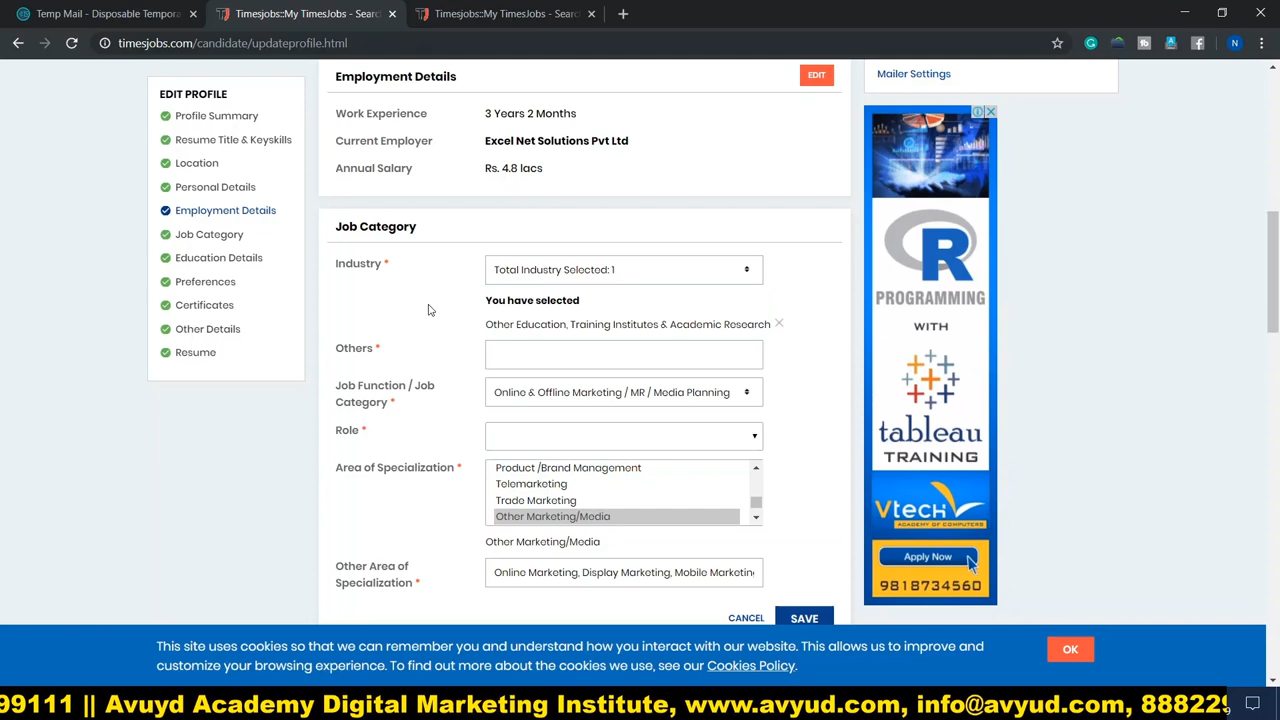 Temp Mail - Disposable Tempora
Timesjobs::My TimesJobs - Searc
Timesjobs::My TimesJobs - Searc
timesjobs.com/candidate/updateprofile.html
N
EDIT PROFILE
Profile Summary
Resume Title & Keyskills
Location
Personal Details
Employment Details
Job Category
Education Details
Preferences
Certificates
Other Details
Resume
Employment Details
EDIT
Work Experience 3 Years 2 Months
Current Employer Excel Net Solutions Pvt Ltd
Annual Salary Rs. 4.8 lacs
Job Category
Industry * Total Industry Selected: 1
You have selected
Other Education, Training Institutes & Academic Research
Others *
Job Function / Job
Category *
Online & Offline Marketing / MR / Media Planning
Role *
Area of Specialization *
Product /Brand Management
Telemarketing
Trade Marketing
Other Marketing/Media
Other Marketing/Media
Other Area of
Specialization *
Online Marketing, Display Marketing, Mobile Marketin
CANCEL SAVE
Mailer Settings
R
PROGRAMMING
WITH
tableau
TRAINING
Vtech
ACADEMY OF COMPUTERS
Apply Now
9818734560
This site uses cookies so that we can remember you and understand how you interact with our website. This allows us to improve and
customize your browsing experience. To find out more about the cookies we use, see our Cookies Policy.
OK
99111 || Avuyd Academy Digital Marketing Institute, www.avyud.com, info@avyud.com, 88822